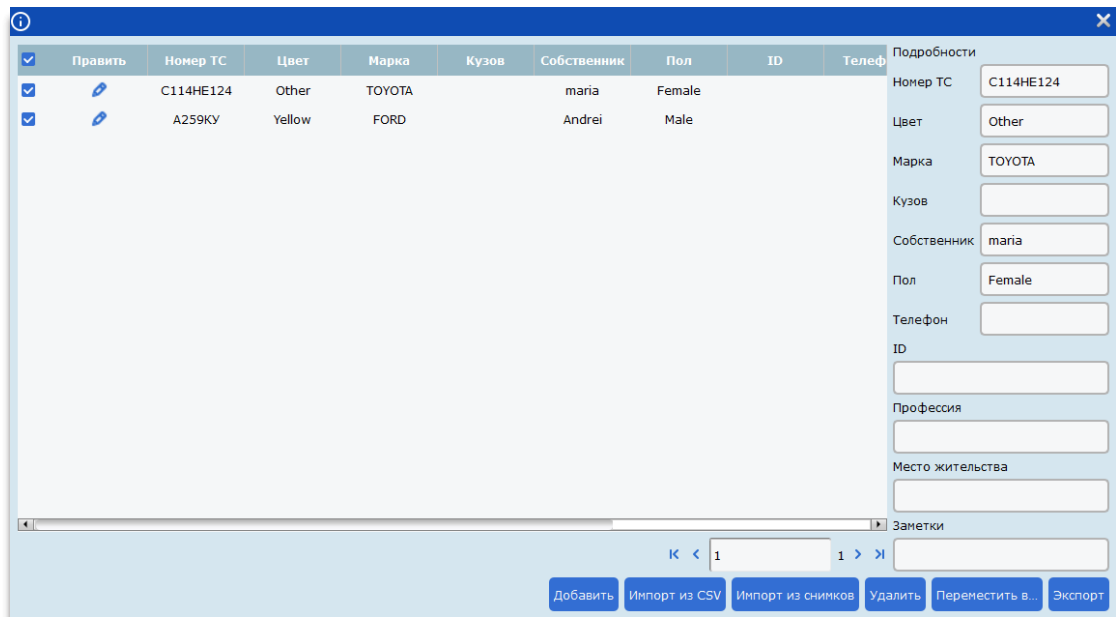 Править Номер ТС Цвет Марка Кузов Собственник Пол ID Телеф
C114HE124 Other TOYOTA maria Female
А259КУ Yellow FORD Andrei Male
Подробности
Номер ТС C114HE124
Цвет Other
Марка TOYOTA
Кузов
Собственник maria
Пол Female
Телефон
ID
Профессия
Место жительства
Заметки
1 1
Добавить Импорт из CSV Импорт из снимков Удалить Переместить в... Экспорт